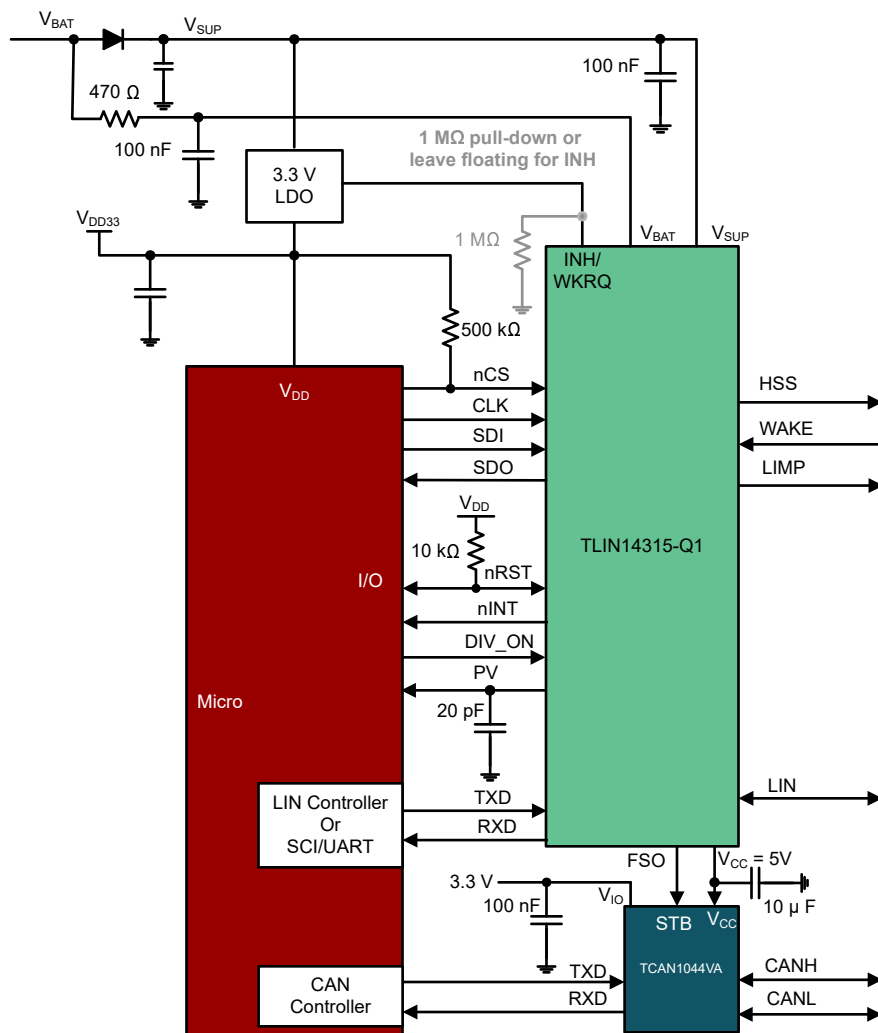 VBAT
VSUP
100 nF
470 Ω
100 nF
1 MΩ pull-down or
leave floating for INH
3.3 V
LDO
VDD33
1 MΩ
VBAT
VSUP
INH/
WKRQ
500 kΩ
VDD
nCS
CLK
SDI
SDO
HSS
WAKE
LIMP
VDD
10 kΩ
TLIN14315-Q1
I/O
nRST
nINT
DIV_ON
PV
Micro
20 pF
LIN
LIN Controller
Or
SCI/UART
TXD
RXD
FSO
VCC = 5V
3.3 V
VIO
100 nF
10 µ F
STB
VCC
TCAN1044VA
CAN
Controller
TXD
RXD
CANH
CANL